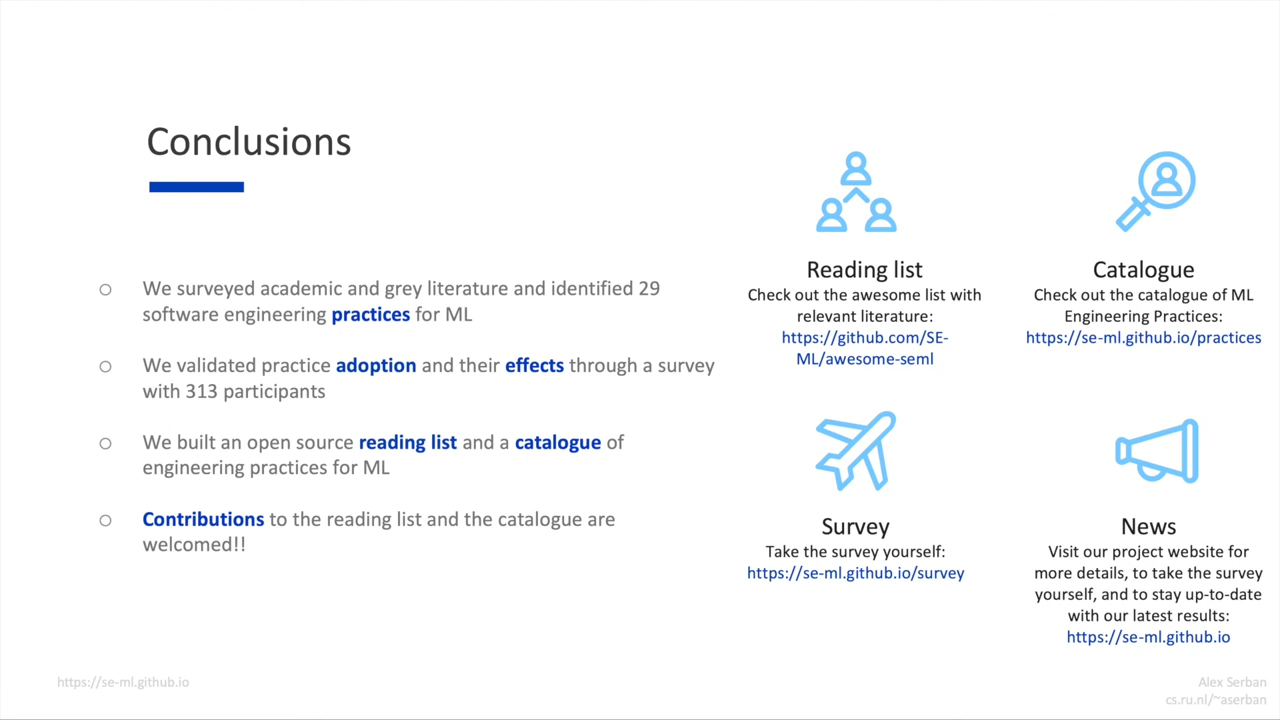 Conclusions
We surveyed academic and grey literature and identified 29
software engineering practices for ML
We validated practice adoption and their effects through a survey
with 313 participants
We built an open source reading list and a catalogue of
engineering practices for ML
Contributions to the reading list and the catalogue are
welcomed!!
Reading list
Check out the awesome list with
relevant literature:
https://github.com/SE-
ML/awesome-seml
Catalogue
Check out the catalogue of ML
Engineering Practices:
https://se-ml.github.io/practices
Survey
Take the survey yourself:
https://se-ml.github.io/survey
News
Visit our project website for
more details, to take the survey
yourself, and to stay up-to-date
with our latest results:
https://se-ml.github.io
https://se-ml.github.io
Alex Serban
cs.ru.nl/~aserban